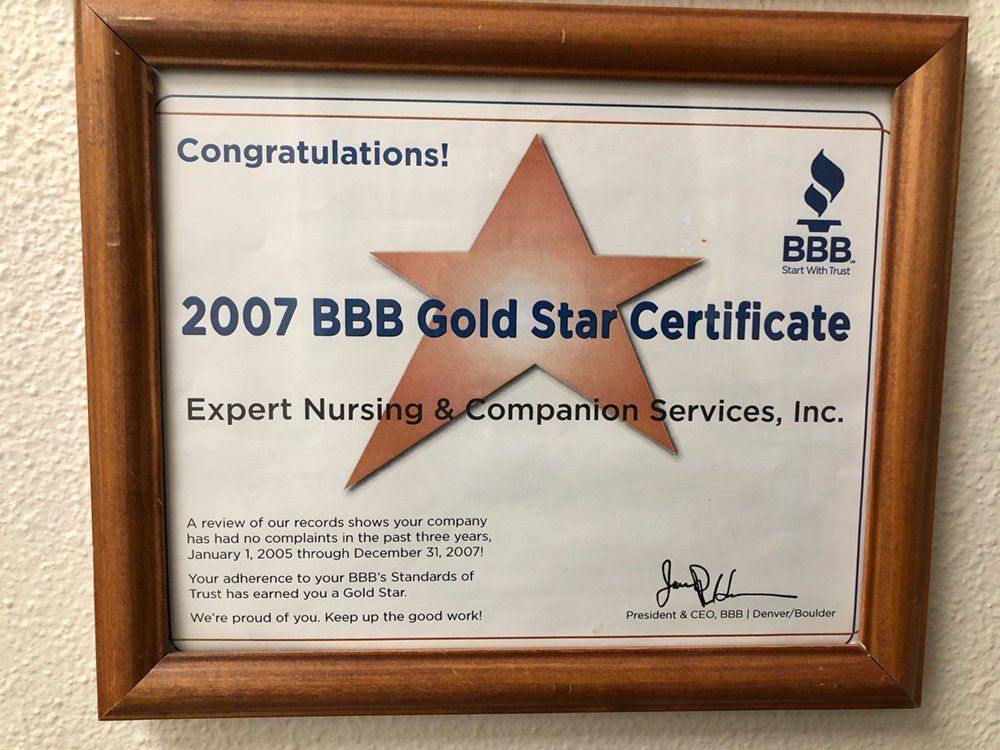 Congratulations!
BBB
Start With Trust
2007 BBB Gold Star Certificate
Expert Nursing & Companion Services, Inc.
A review of our records shows your company
has had no complaints in the past three years,
January 1, 2005 through December 31, 2007!
Your adherence to your BBB's Standards of
Trust has earned you a Gold Star.
We're proud of you. Keep up the good work!
President & CEO, BBB | Denver/Boulder